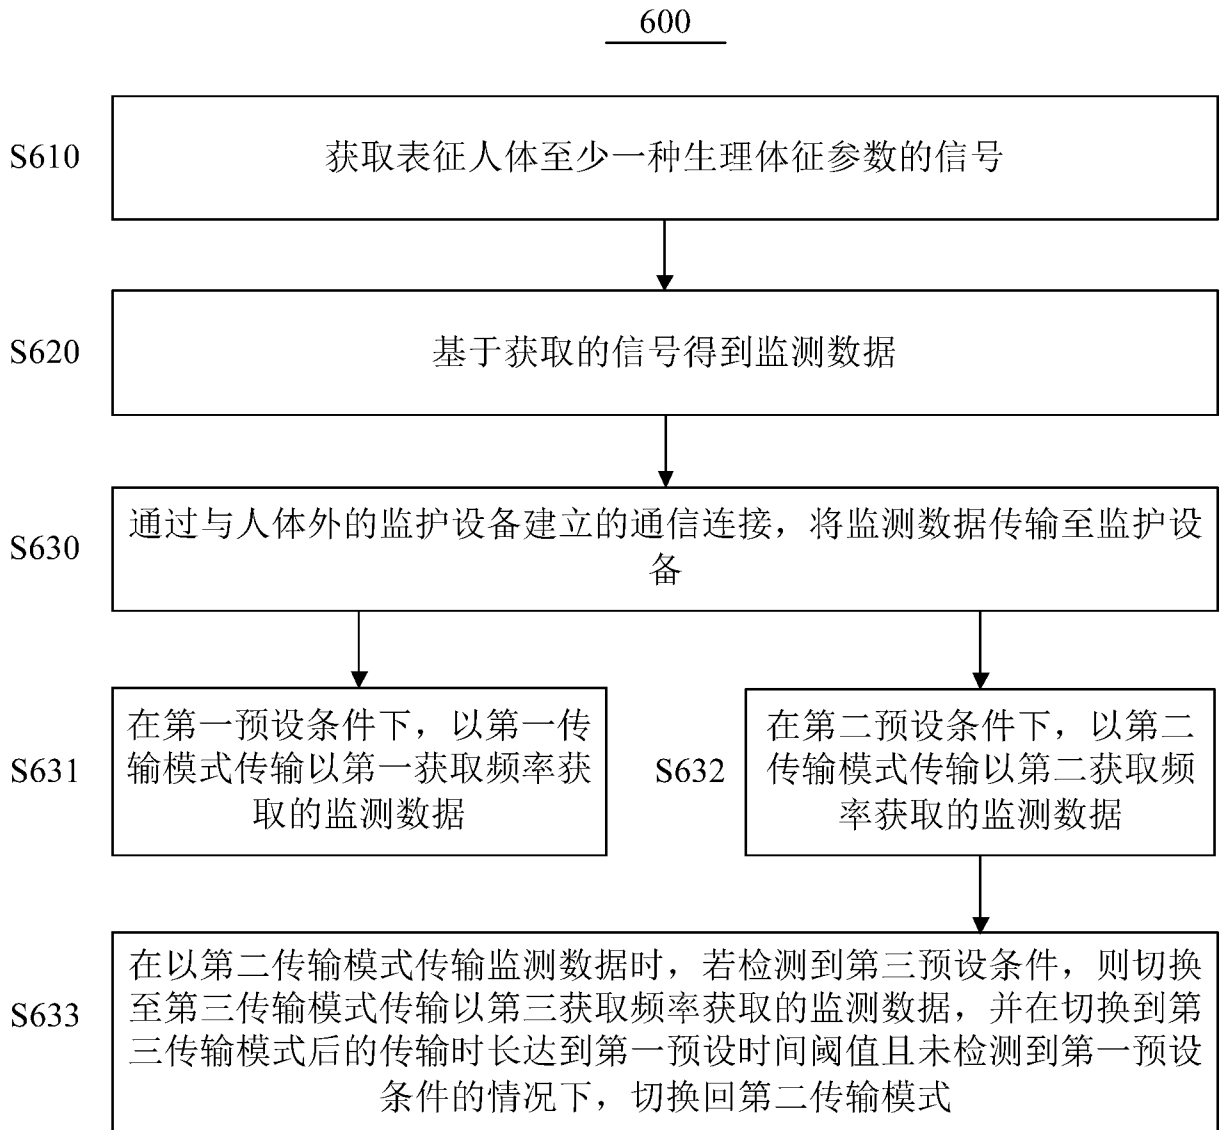 600
S610
获取表征人体至少一种生理体征参数的信号
S620
基于获取的信号得到监测数据
S630
通过与人体外的监护设备建立的通信连接，将监测数据传输至监护设
备
S631
在第一预设条件下，以第一传
输模式传输以第一获取频率获
取的监测数据
S632
在第二预设条件下，以第二
传输模式传输以第二获取频
率获取的监测数据
S633
在以第二传输模式传输监测数据时，若检测到第三预设条件，则切换
至第三传输模式传输以第三获取频率获取的监测数据，并在切换到第
三传输模式后的传输时长达到第一预设时间阈值且未检测到第一预设
条件的情况下，切换回第二传输模式